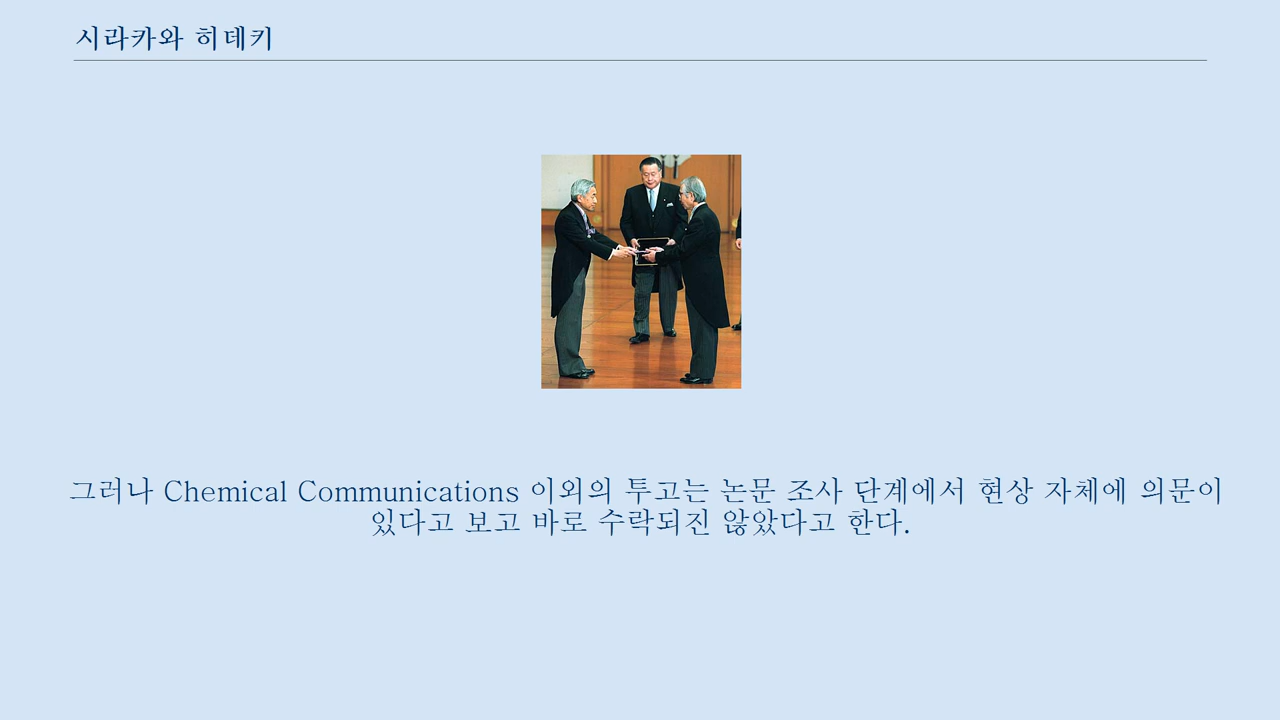 시라카와 히데키
그러나 Chemical Communications 이외의 투고는 논문 조사 단계에서 현상 자체에 의문이
있다고 보고 바로 수락되진 않았다고 한다.